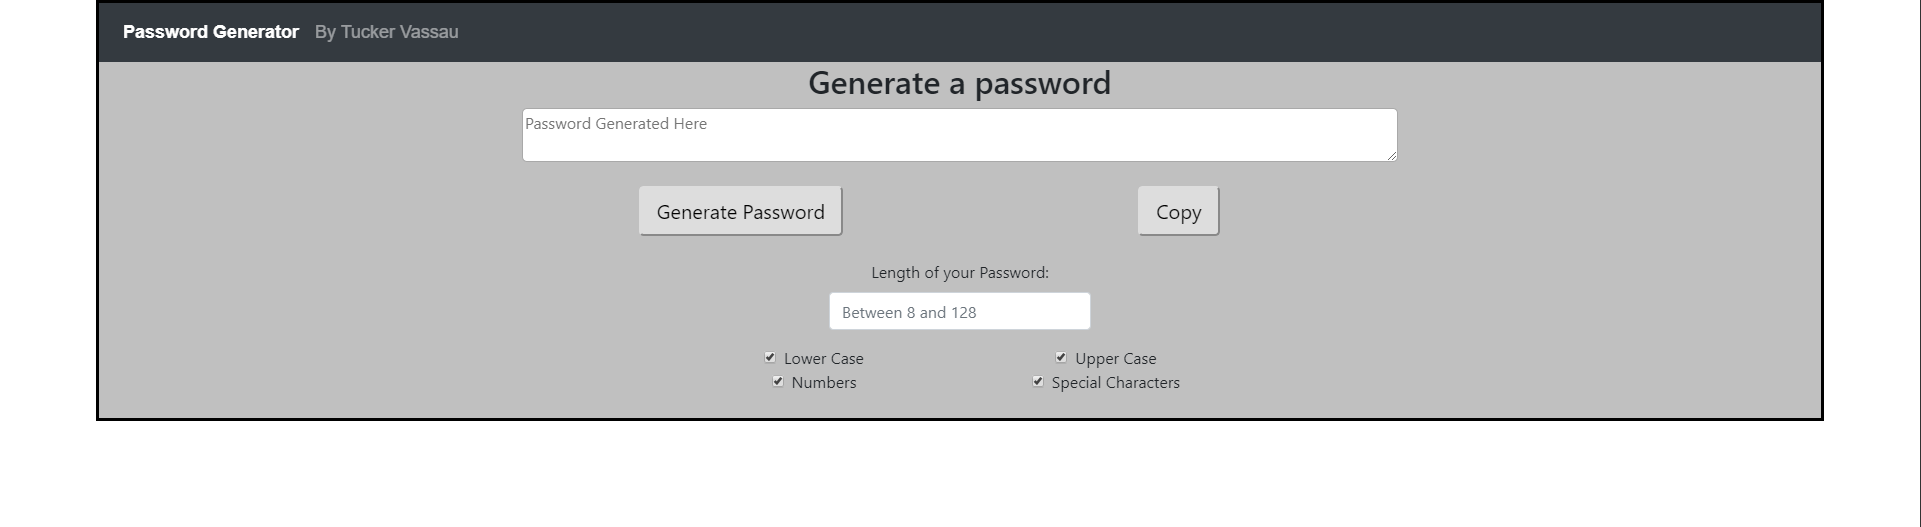 Password Generator By Tucker Vassau
Generate a password
Password Generated Here
Generate Password Copy
Length of your Password:
Between 8 and 128
Lower Case Upper Case
Numbers Special Characters